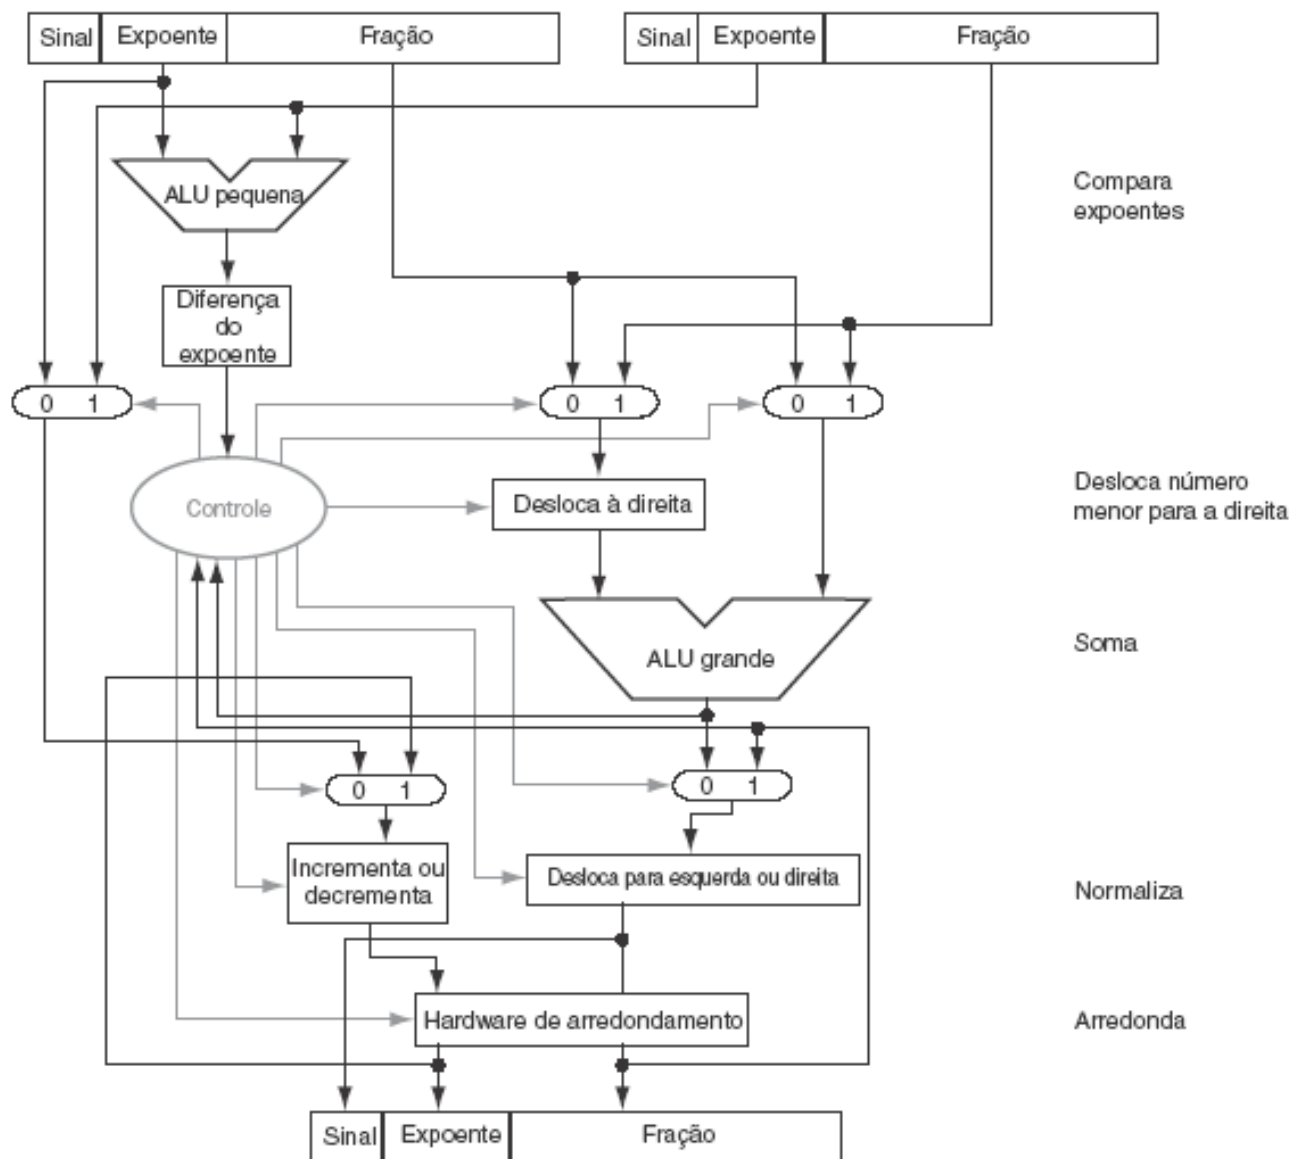 Sinal Expoente Fração
Sinal Expoente Fração
ALU pequena
Compara
expoentes
Diferença
do
expoente
0 1
0 1
0 1
Controle
Desloca à direita
Desloca número
menor para a direita
ALU grande
Soma
0 1
0 1
Incrementa ou
decrementa
Desloca para esquerda ou direita
Normaliza
Hardware de arredondamento
Arredonda
Sinal Expoente Fração